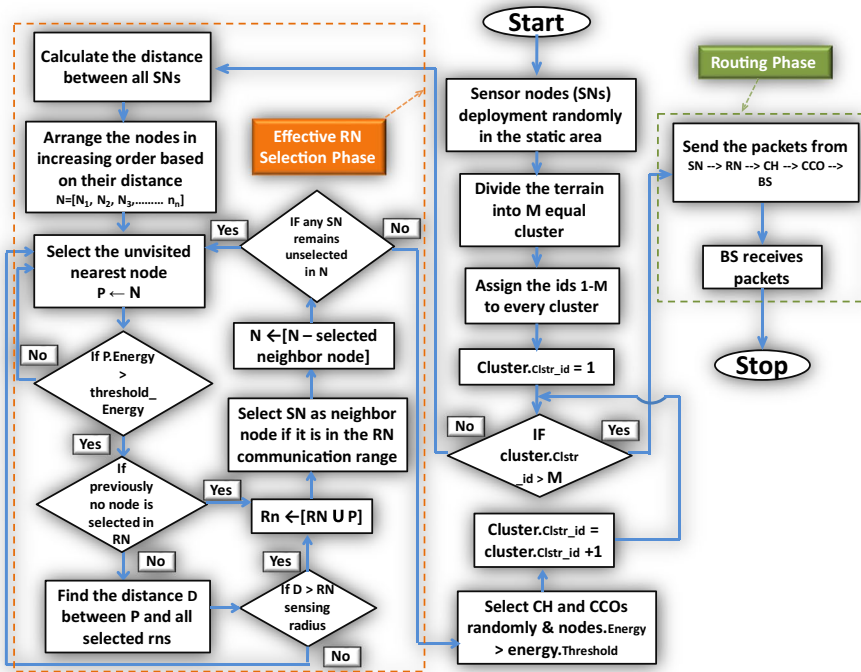 Start
Sensor nodes (SNs)
deployment randomly
in the static area
Divide the terrain
into M equal
cluster
Assign the ids 1-M
to every cluster
Cluster.Clstr_id = 1
No
Yes
IF
cluster.Clstr
_id > M
Calculate the distance
between all SNs
Arrange the nodes in
increasing order based
on their distance
N=[N1, N2, N3,......... nn]
Effective RN
Selection Phase
Select the unvisited
nearest node
P ← N
No
If P.Energy
>
threshold_
Energy
Yes
If
previously
no node is
selected in
RN
Yes
No
Find the distance D
between P and all
selected rns
If D > RN
sensing
radius
Yes
No
Rn ←[RN U P]
Select SN as neighbor
node if it is in the RN
communication range
N ←[N – selected
neighbor node]
IF any SN
remains
unselected
in N
Yes
No
Select CH and CCOs
randomly & nodes.Energy
> energy.Threshold
Cluster.Clstr_id =
cluster.Clstr_id +1
Routing Phase
Send the packets from
SN --> RN --> CH --> CCO -->
BS
BS receives
packets
Stop